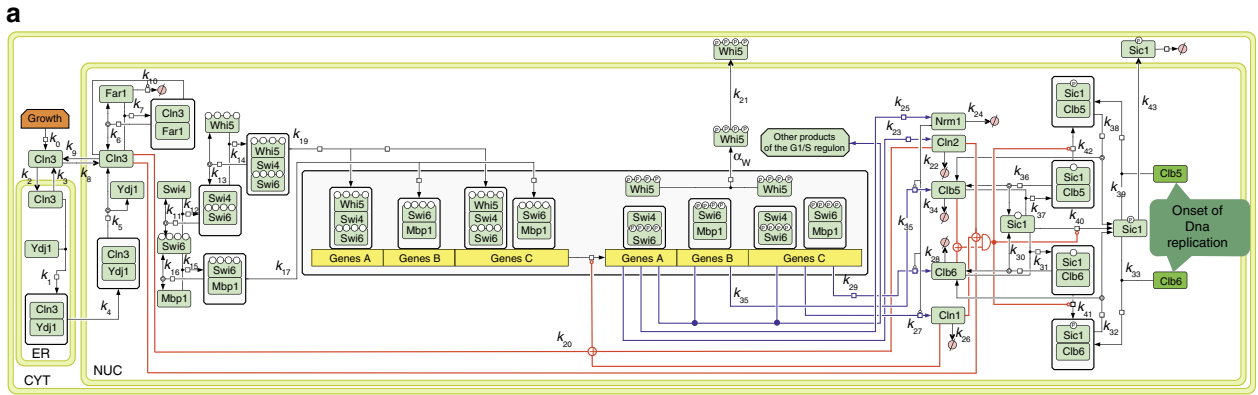 a
Growth
k0
Cln3
k9
k8
Cln3
k2
k3
Cln3
Ydj1
k1
Cln3
Ydj1
ER
CYT
NUC
Far1
k10
k7
Cln3
Far1
k6
Ydj1
k5
Cln3
Ydj1
k4
Swi4
k11
k12
Swi6
k16
k15
Mbp1
Whi5
k14
k13
Swi4
Swi6
Swi6
Mbp1
k17
Whi5
Swi4
Swi6
k19
Whi5
Swi4
Swi6
Swi6
Mbp1
Whi5
Swi4
Swi6
Swi6
Mbp1
Genes A
Genes B
Genes C
k20
P P P P
Whi5
k21
P P P P
Whi5
αW
Other products
of the G1/S regulon
P P P P
Whi5
P P P P
Whi5
Swi4
P P P P
Swi6
P P P P
Swi6
Mbp1
Swi4
P P P P
Swi6
P P P P
Swi6
Mbp1
Genes A
Genes B
Genes C
k35
k29
k25
k23
k35
k27
Nrm1
k24
Cln2
k22
Clb5
k34
k28
Clb6
Cln1
k26
k36
k37
Sic1
k30
k31
P
Sic1
Clb5
k38
k42
Sic1
Clb5
k40
Sic1
Clb6
k41
P
Sic1
Clb6
k32
k39
P
Sic1
k33
k43
P
Sic1
Clb5
Onset of
Dna
replication
Clb6